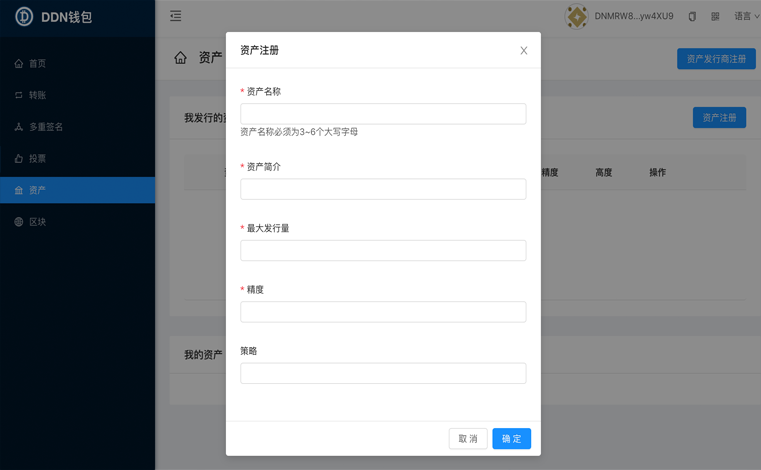 DDN钱包
DNMRW8...yw4XU9
语言
首页
转账
多重签名
投票
资产
区块
资产
资产发行商注册
我发行的资
资产注册
精度
高度
操作
我的资产
资产注册
* 资产名称
资产名称必须为3~6个大写字母
* 资产简介
* 最大发行量
* 精度
策略
取 消
确 定